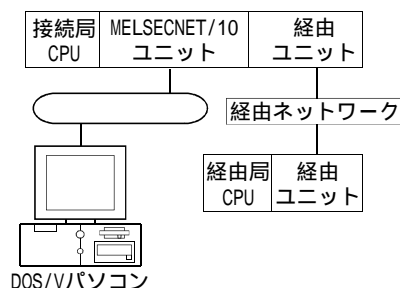 接続局 MELSECNET/10 経由
CPU ユニット ユニット
経由ネットワーク
経由局 経由
CPU ユニット
DOS/Vパソコン